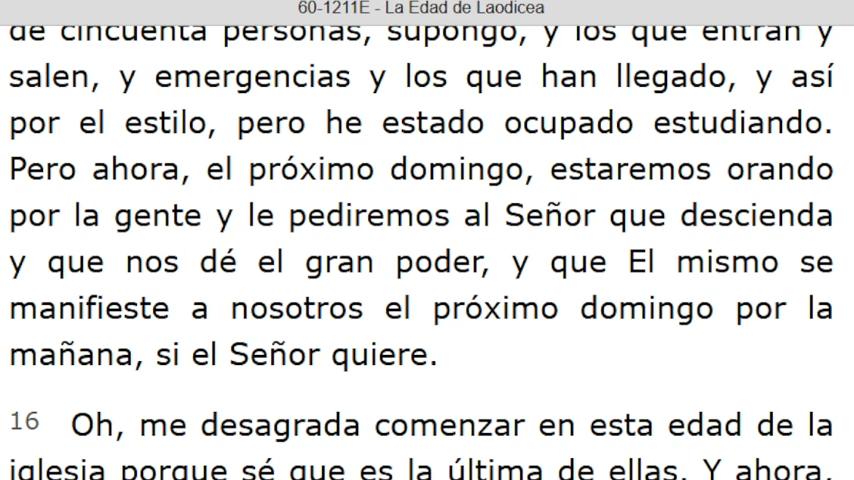 60-1211E - La Edad de Laodicea
de cincuenta personas, supongo, y los que entran y
salen, y emergencias y los que han llegado, y así
por el estilo, pero he estado ocupado estudiando.
Pero ahora, el próximo domingo, estaremos orando
por la gente y le pediremos al Señor que descienda
y que nos dé el gran poder, y que El mismo se
manifieste a nosotros el próximo domingo por la
mañana, si el Señor quiere.
16 Oh, me desagrada comenzar en esta edad de la
iglesia porque sé que es la última de ellas. Y ahora,